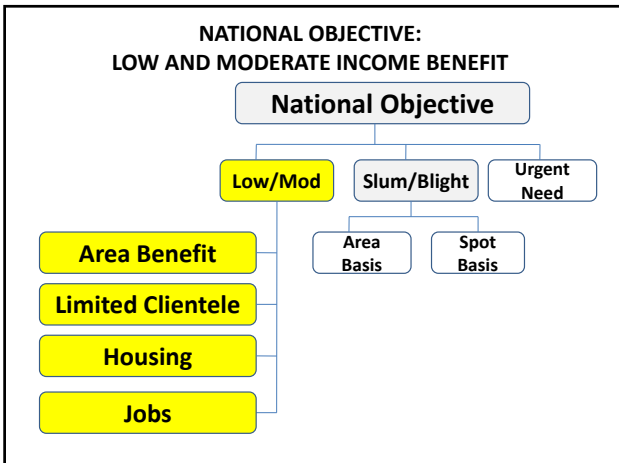 NATIONAL OBJECTIVE:
LOW AND MODERATE INCOME BENEFIT
National Objective
Low/Mod
Slum/Blight
Urgent
Need
Area Benefit
Area
Basis
Spot
Basis
Limited Clientele
Housing
Jobs